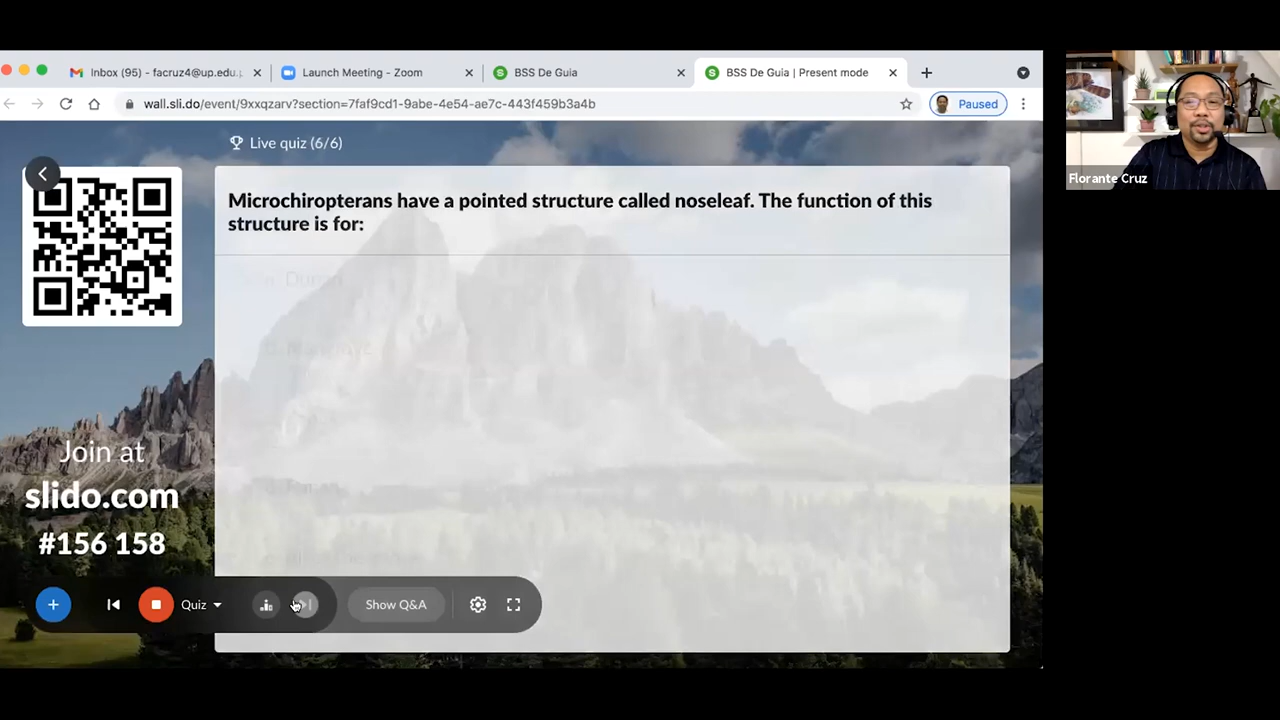 Inbox (95) - facruz4@up.edu.
Launch Meeting - Zoom
BSS De Guia
BSS De Guia | Present mode
wall.sli.do/event/9xxqzarv?section=7faf9cd1-9abe-4e54-ae7c-443f459b3a4b
Paused
Live quiz (6/6)
Microchiropterans have a pointed structure called noseleaf. The function of this
structure is for:
Join at
slido.com
#156 158
Quiz
Show Q&A
Florante Cruz